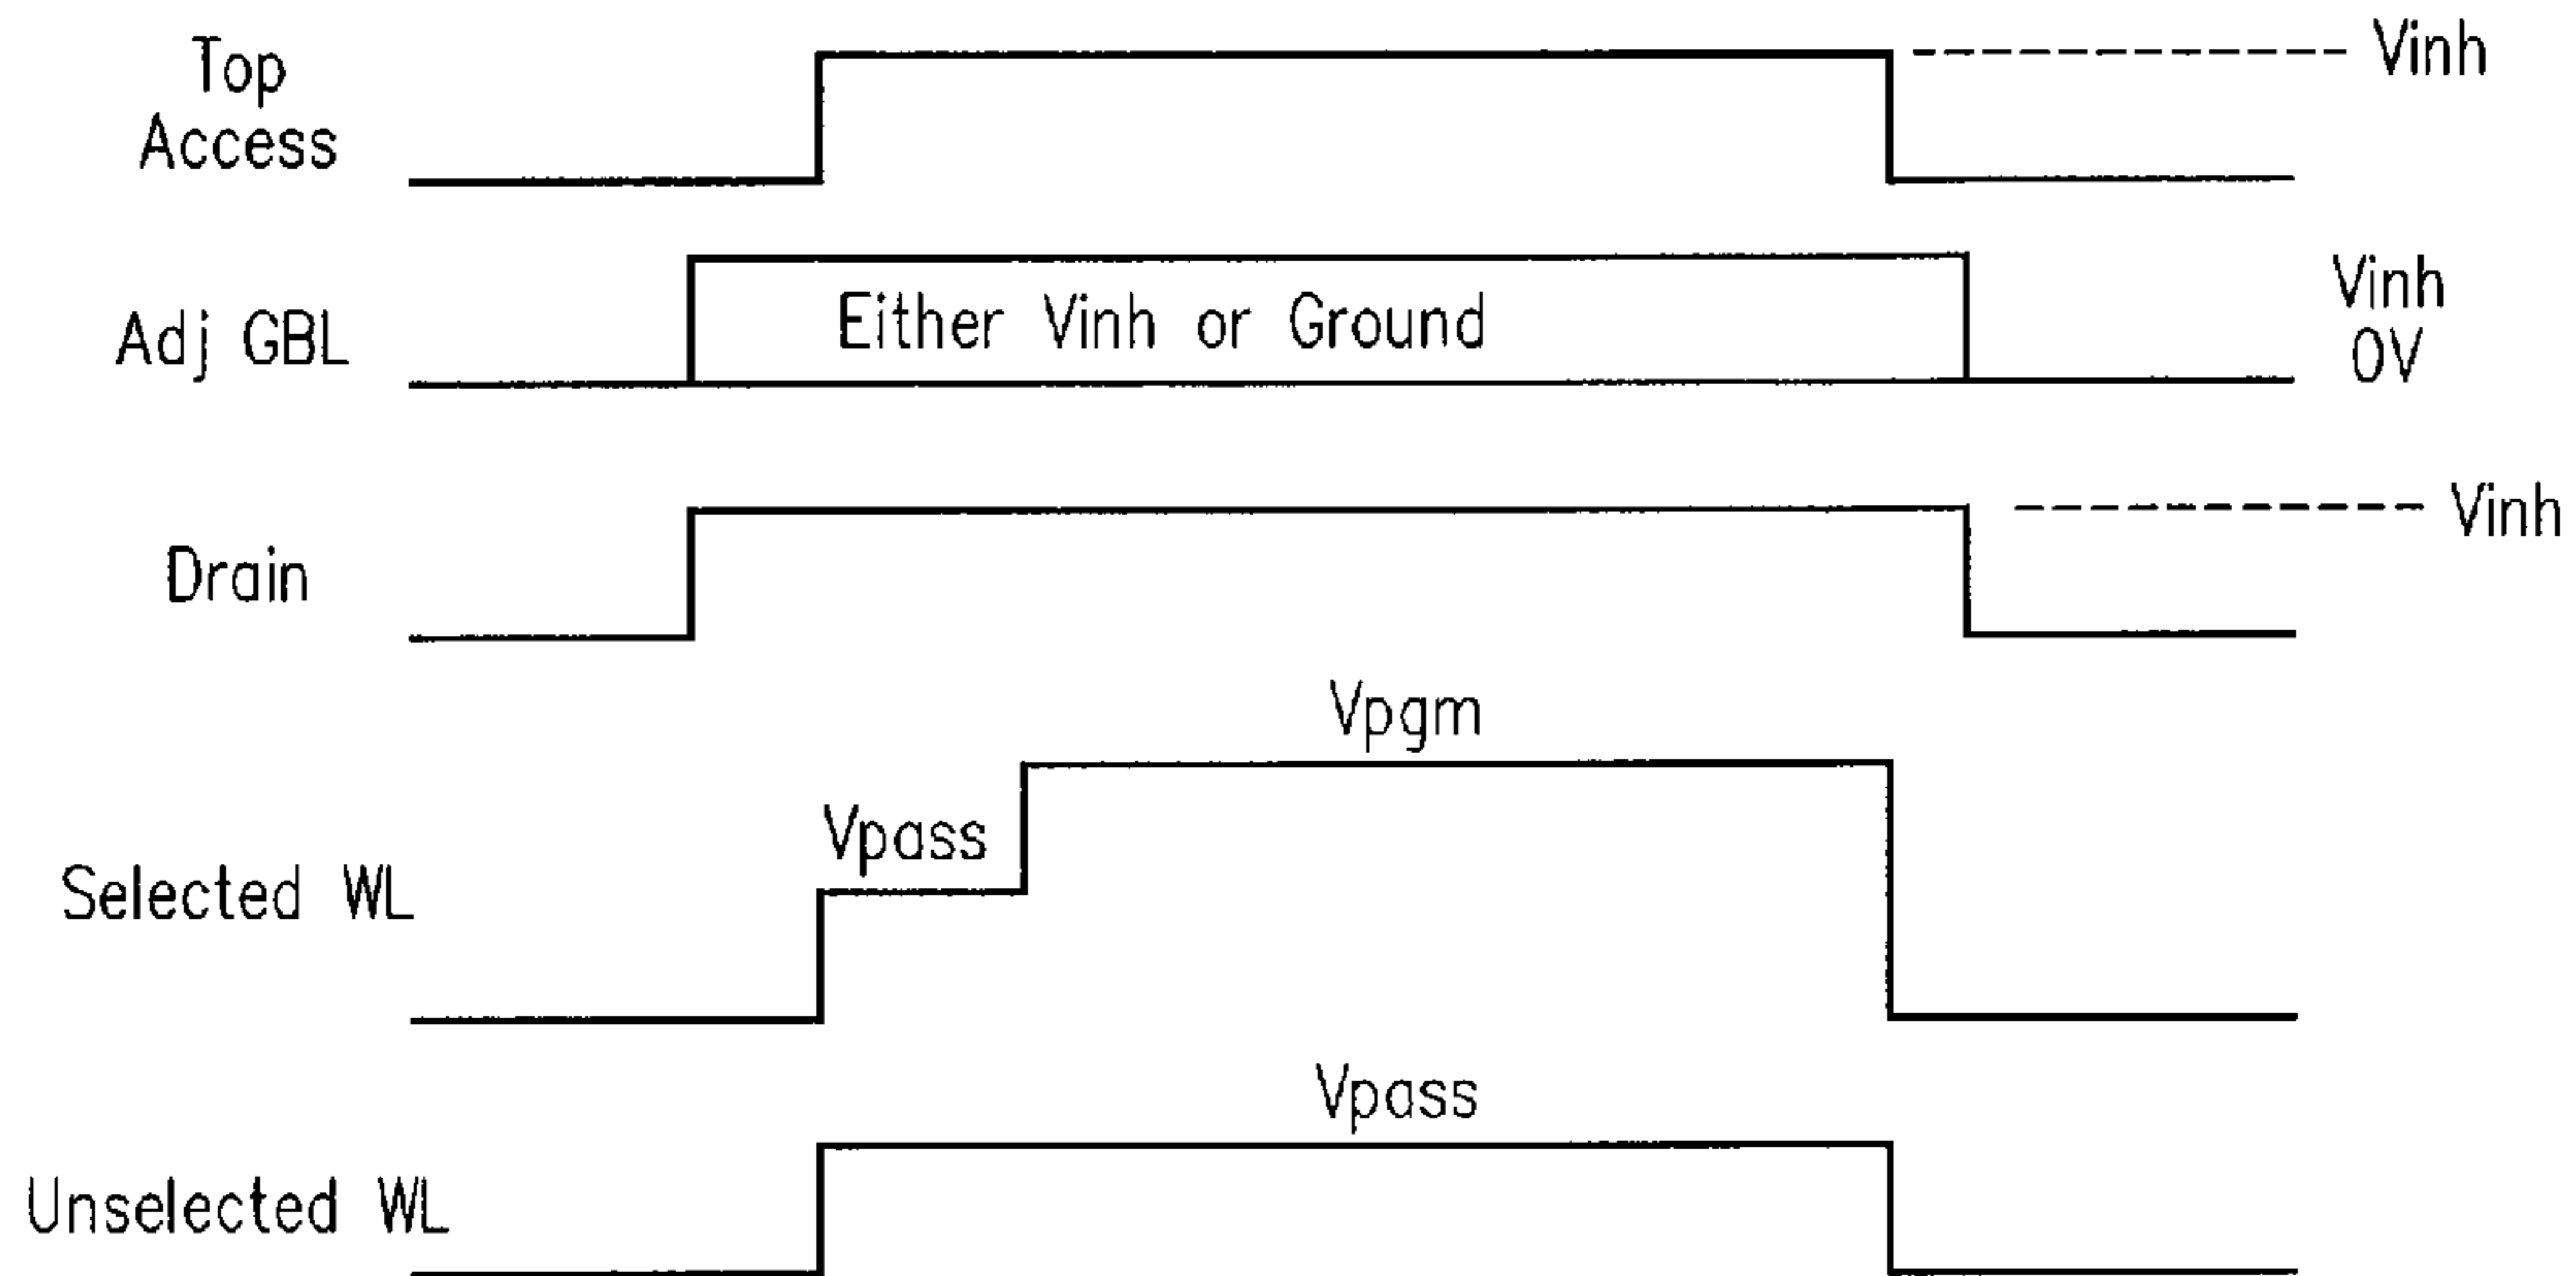 Top
Access
Vinh
Adj GBL
Either Vinh or Ground
Vinh
0V
Drain
Vinh
Selected WL
Vpass
Vpgm
Unselected WL
Vpass